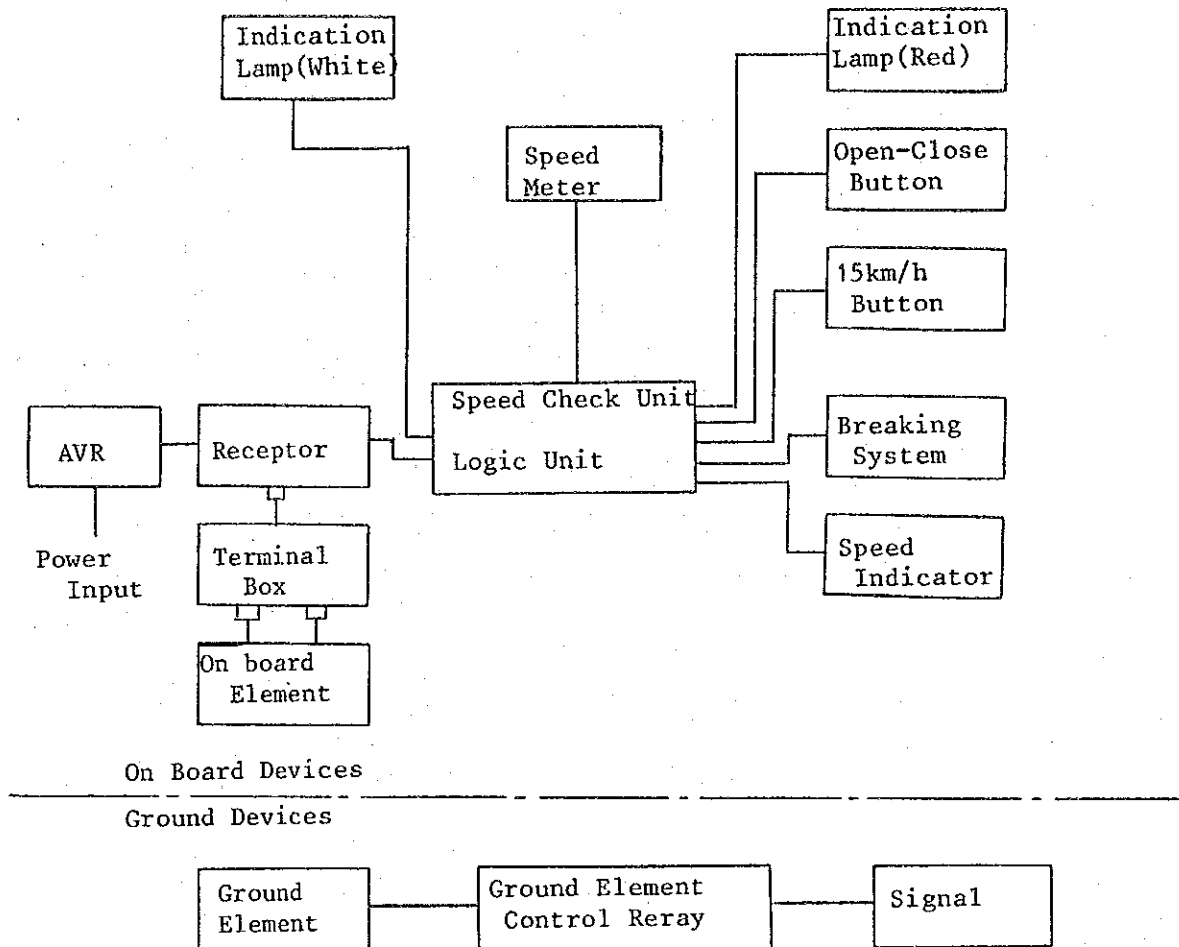 Indication
Lamp(White)
Indication
Lamp(Red)
Speed
Meter
Open-Close
Button
15km/h
Button
Speed Check Unit
Logic Unit
AVR
Receptor
Breaking
System
Power
Input
Terminal
Box
Speed
Indicator
On board
Element
On Board Devices
Ground Devices
Ground
Element
Ground Element
Control Reray
Signal